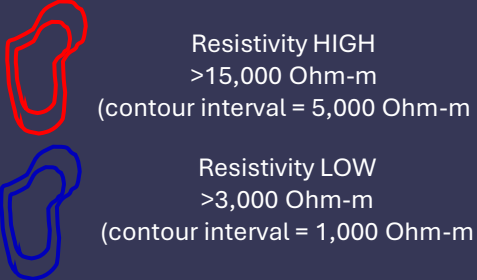 Resistivity HIGH
>15,000 Ohm-m
(contour interval = 5,000 Ohm-m
Resistivity LOW
>3,000 Ohm-m
(contour interval = 1,000 Ohm-m